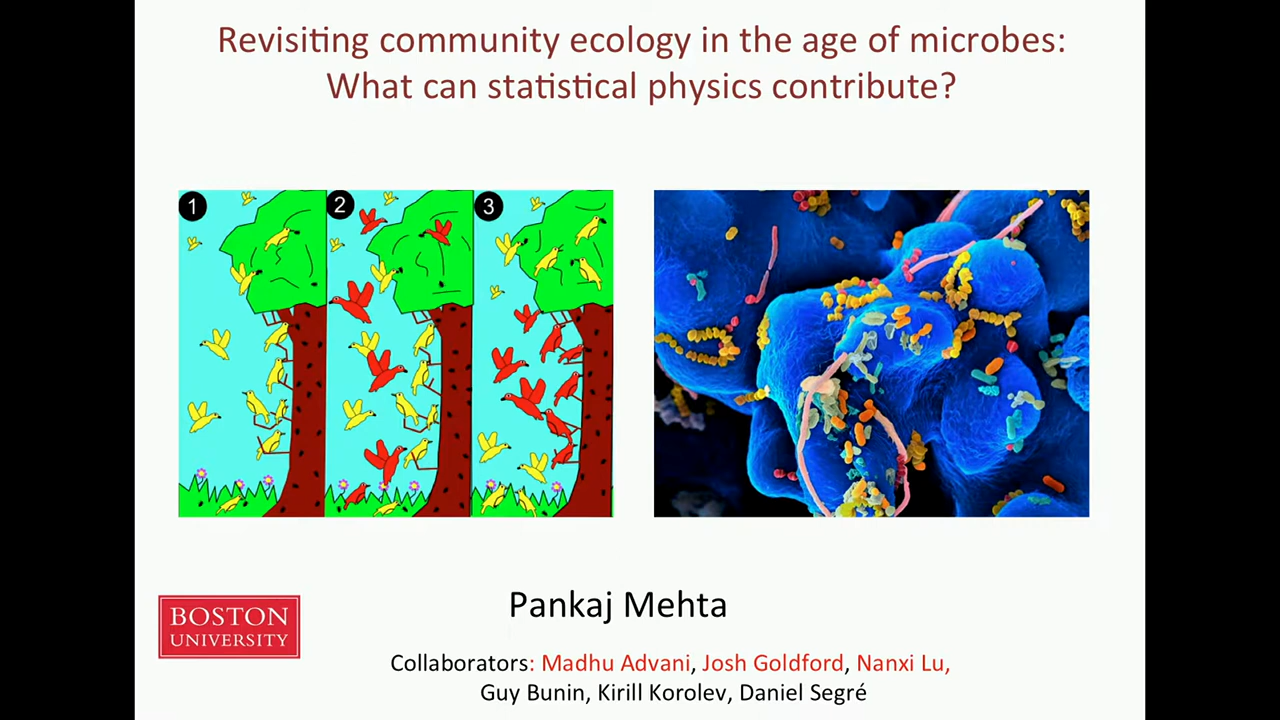 Revisiting community ecology in the age of microbes:
What can statistical physics contribute?
1
2
3
BOSTON
UNIVERSITY
Pankaj Mehta
Collaborators: Madhu Advani, Josh Goldford, Nanxi Lu,
Guy Bunin, Kirill Korolev, Daniel Segré